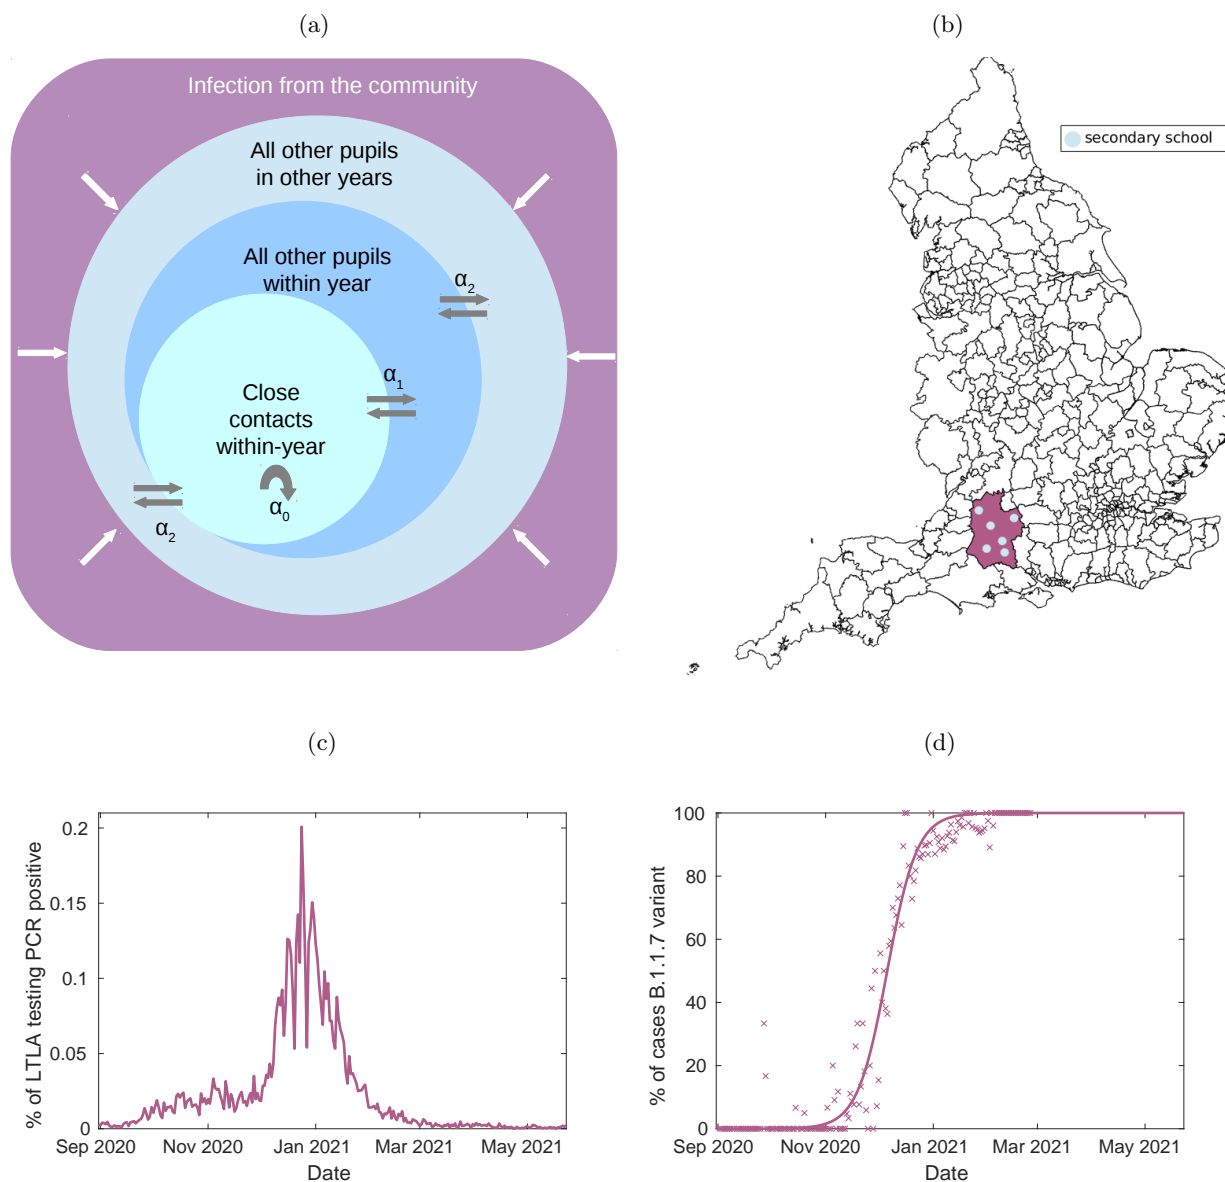 (a)
Infection from the community
All other pupils
in other years
All other pupils
within year
α2
α1
Close
contacts
within-year
α0
α2
(b)
secondary school
(c)
% of LTLA testing PCR positive
0.2
0.15
0.1
0.05
0
Sep 2020
Nov 2020
Jan 2021
Mar 2021
May 2021
Date
(d)
% of cases B.1.1.7 variant
100
80
60
40
20
0
Sep 2020
Nov 2020
Jan 2021
Mar 2021
May 2021
Date